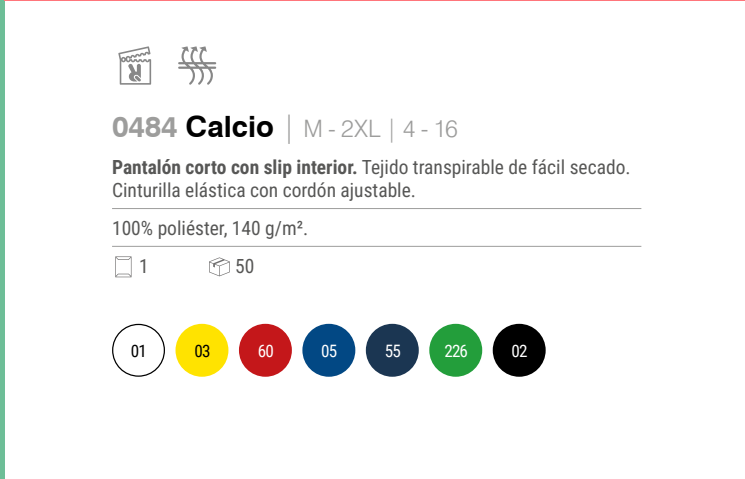 0484 Calcio | M - 2XL | 4 - 16
Pantalón corto con slip interior. Tejido transpirable de fácil secado.
Cinturilla elástica con cordón ajustable.
100% poliéster, 140 g/m².
1 50
01 03 60 05 55 226 02